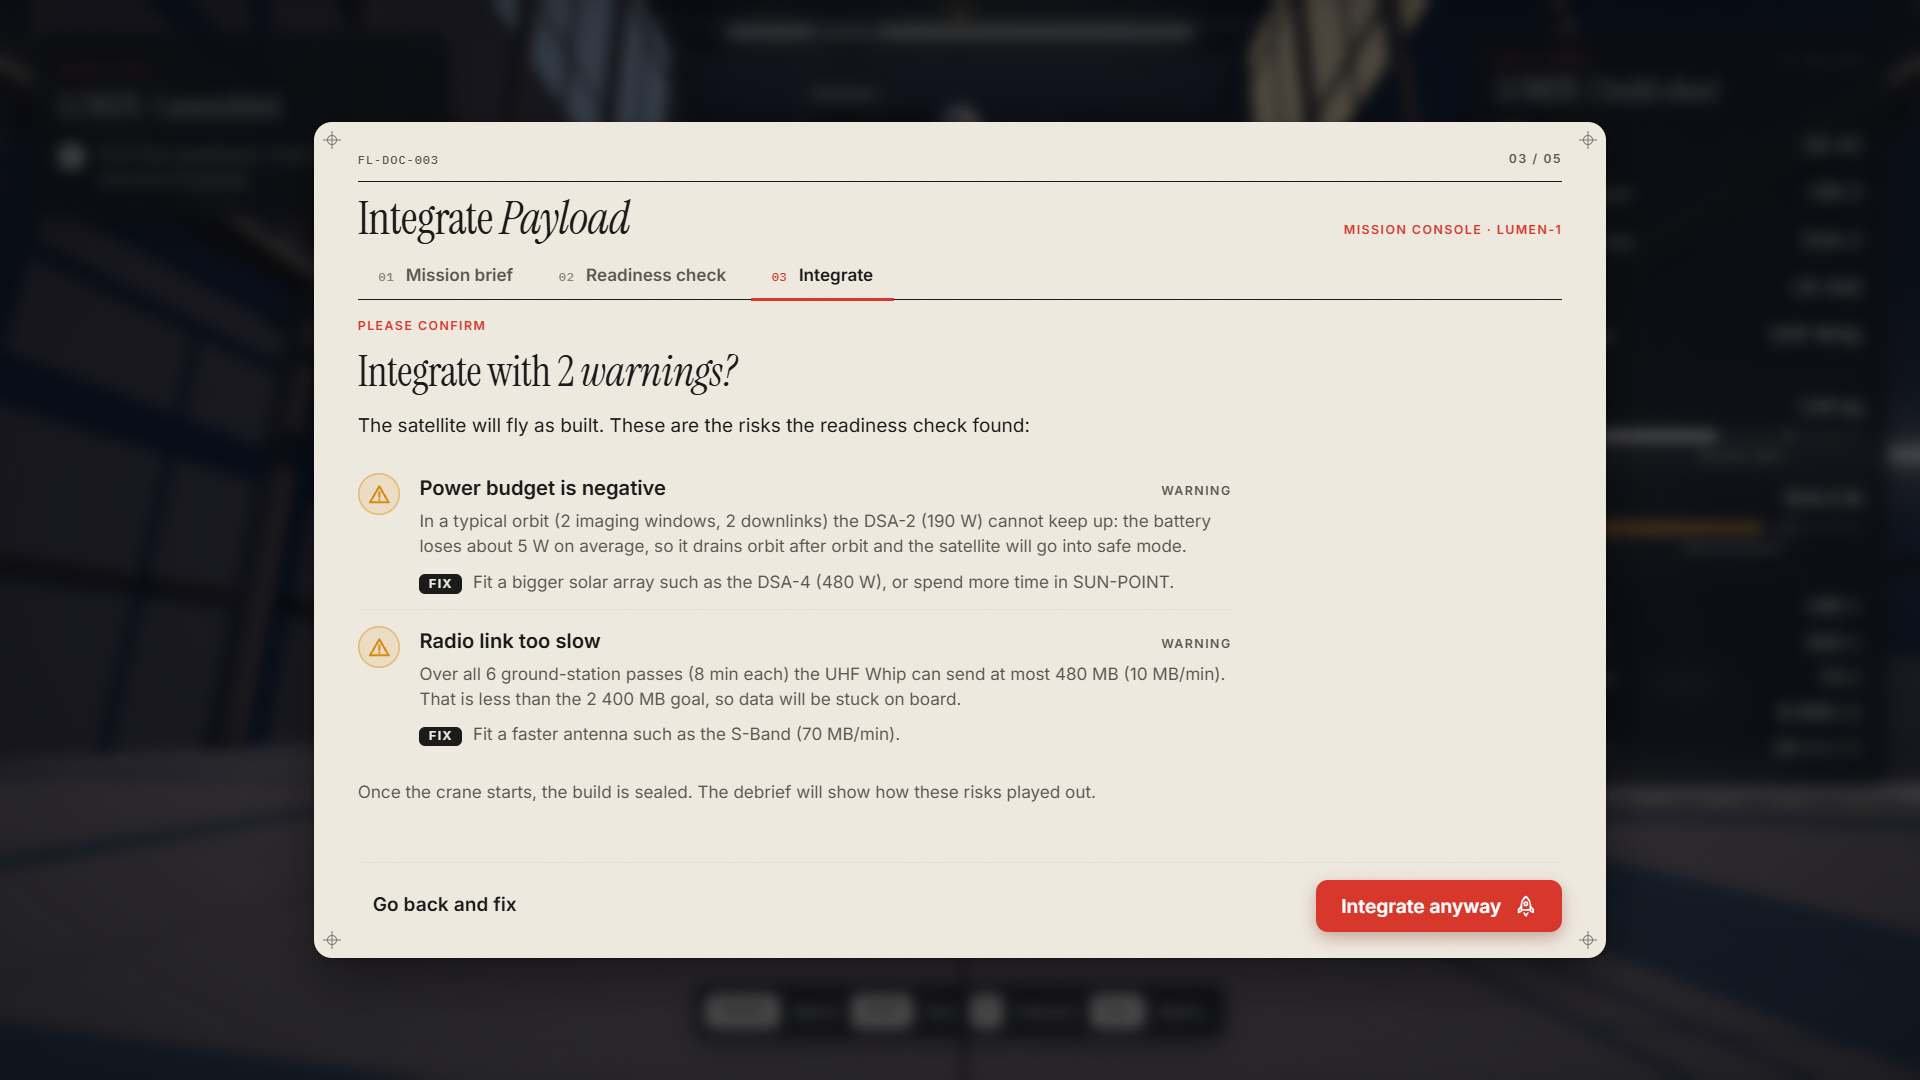 FL-DOC-003
03 / 05
Integrate Payload
MISSION CONSOLE · LUMEN-1
01 Mission brief
02 Readiness check
03 Integrate
PLEASE CONFIRM
Integrate with 2 warnings?
The satellite will fly as built. These are the risks the readiness check found:
Power budget is negative
WARNING
In a typical orbit (2 imaging windows, 2 downlinks) the DSA-2 (190 W) cannot keep up: the battery
loses about 5 W on average, so it drains orbit after orbit and the satellite will go into safe mode.
FIX Fit a bigger solar array such as the DSA-4 (480 W), or spend more time in SUN-POINT.
Radio link too slow
WARNING
Over all 6 ground-station passes (8 min each) the UHF Whip can send at most 480 MB (10 MB/min).
That is less than the 2 400 MB goal, so data will be stuck on board.
FIX Fit a faster antenna such as the S-Band (70 MB/min).
Once the crane starts, the build is sealed. The debrief will show how these risks played out.
Go back and fix
Integrate anyway